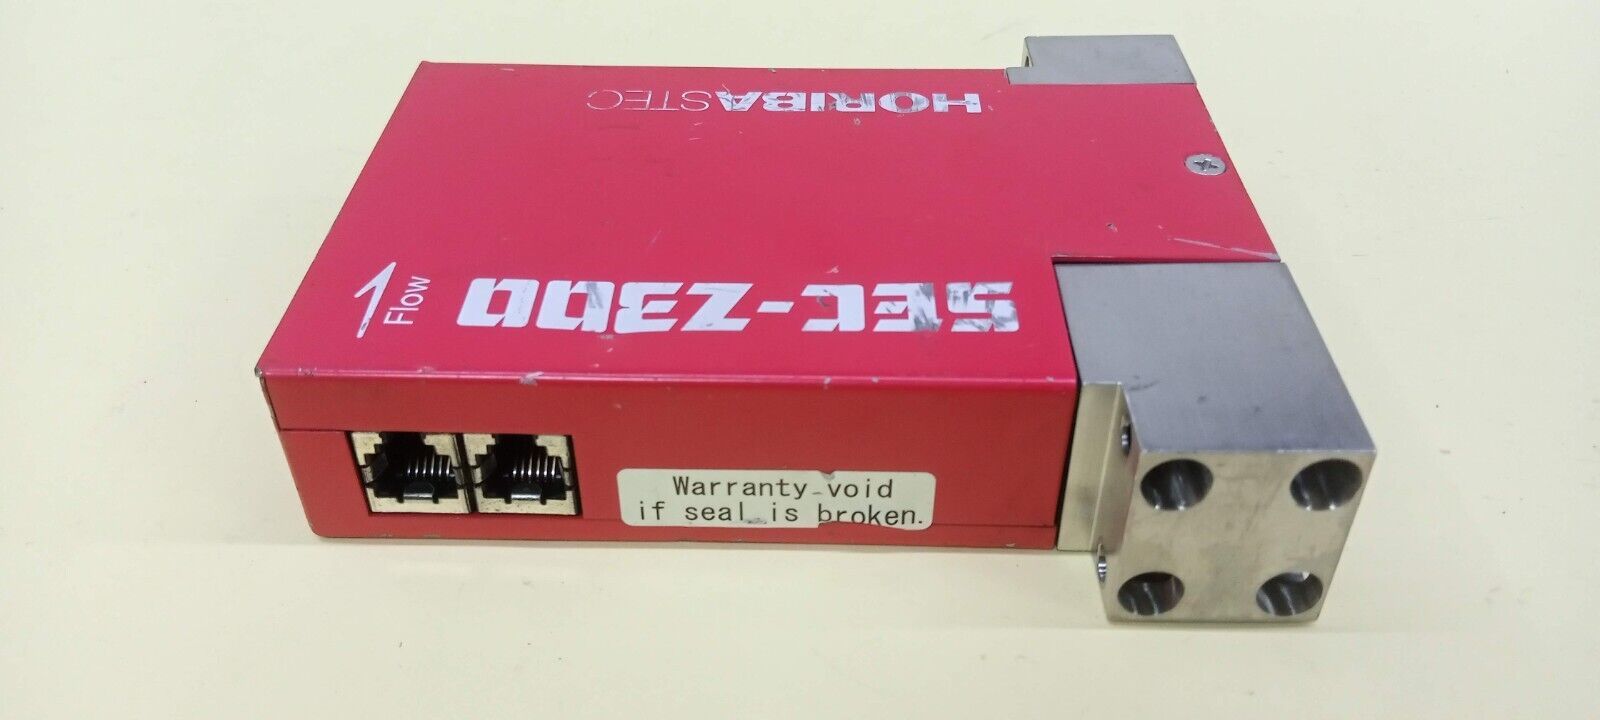 HORIBASTEC
SEC-Z300
Flow
Warranty void
if seal is broken.